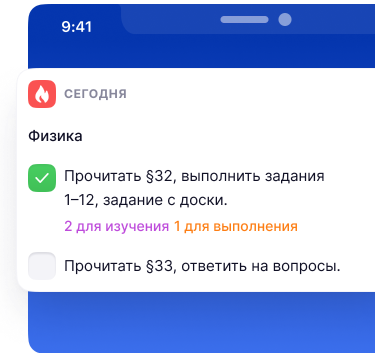 9:41
СЕГОДНЯ
Физика
Прочитать §32, выполнить задания
1–12, задание с доски.
2 для изучения 1 для выполнения
Прочитать §33, ответить на вопросы.